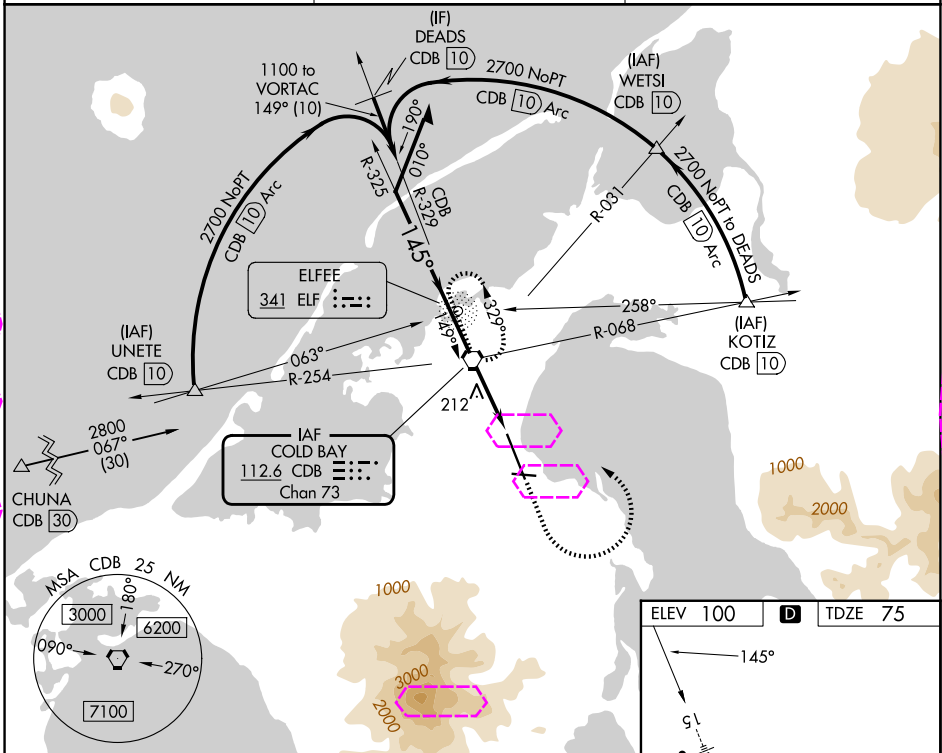 (IF)
DEADS
CDB 10
1100 to
VORTAC
149° (10)
2700 NoPT
CDB 10 Arc
(IAF)
WETSI
CDB 10
190°
010°
R-325
CDB
R-329
145°
2700 NoPT
CDB 10 Arc
R-031
2700 NoPT to DEADS
CDB 10 Arc
ELFEE
341 ELF
149°
329°
258°
R-068
(IAF)
KOTIZ
CDB 10
(IAF)
UNETE
CDB 10
063°
R-254
212
2800
067°
(30)
CHUNA
CDB 30
IAF
COLD BAY
112.6 CDB
Chan 73
1000
2000
MSA CDB 25 NM
3000
180°
6200
090°
270°
7100
1000
3000
2000
ELEV 100
D
TDZE 75
145°
15